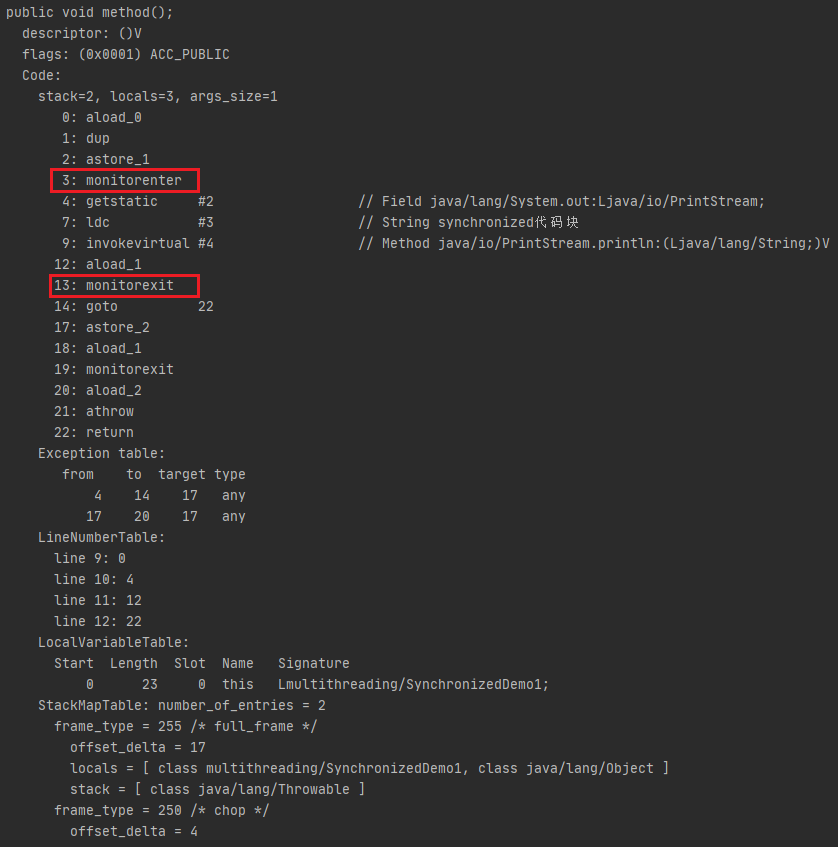 public void method();
descriptor: ()V
flags: (0x0001) ACC_PUBLIC
Code:
stack=2, locals=3, args_size=1
0: aload_0
1: dup
2: astore_1
3: monitorenter
4: getstatic #2 // Field java/lang/System.out:Ljava/io/PrintStream;
7: ldc #3 // String synchronized代码块
9: invokevirtual #4 // Method java/io/PrintStream.println:(Ljava/lang/String;)V
12: aload_1
13: monitorexit
14: goto 22
17: astore_2
18: aload_1
19: monitorexit
20: aload_2
21: athrow
22: return
Exception table:
from to target type
4 14 17 any
17 20 17 any
LineNumberTable:
line 9: 0
line 10: 4
line 11: 12
line 12: 22
LocalVariableTable:
Start Length Slot Name Signature
0 23 0 this Lmultithreading/SynchronizedDemo1;
StackMapTable: number_of_entries = 2
frame_type = 255 /* full_frame */
offset_delta = 17
locals = [ class multithreading/SynchronizedDemo1, class java/lang/Object ]
stack = [ class java/lang/Throwable ]
frame_type = 250 /* chop */
offset_delta = 4